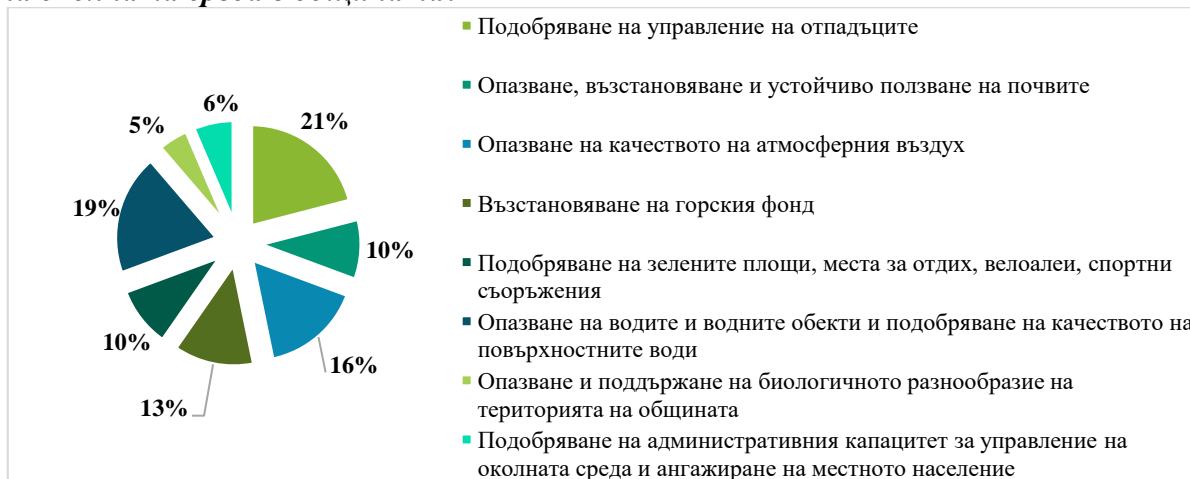 Подобряване на управление на отпадъците
Опазване, възстановяване и устойчиво ползване на почвите
Опазване на качеството на атмосферния въздух
Възстановяване на горския фонд
Подобряване на зелените площи, места за отдих, велоалеи, спортни
съоръжения
Опазване на водите и водните обекти и подобряване на качеството на
повърхностните води
Опазване и поддържане на биологичното разнообразие на
територията на общината
Подобряване на административния капацитет за управление на
околната среда и ангажиране на местното население
21%
10%
16%
13%
10%
19%
5%
6%